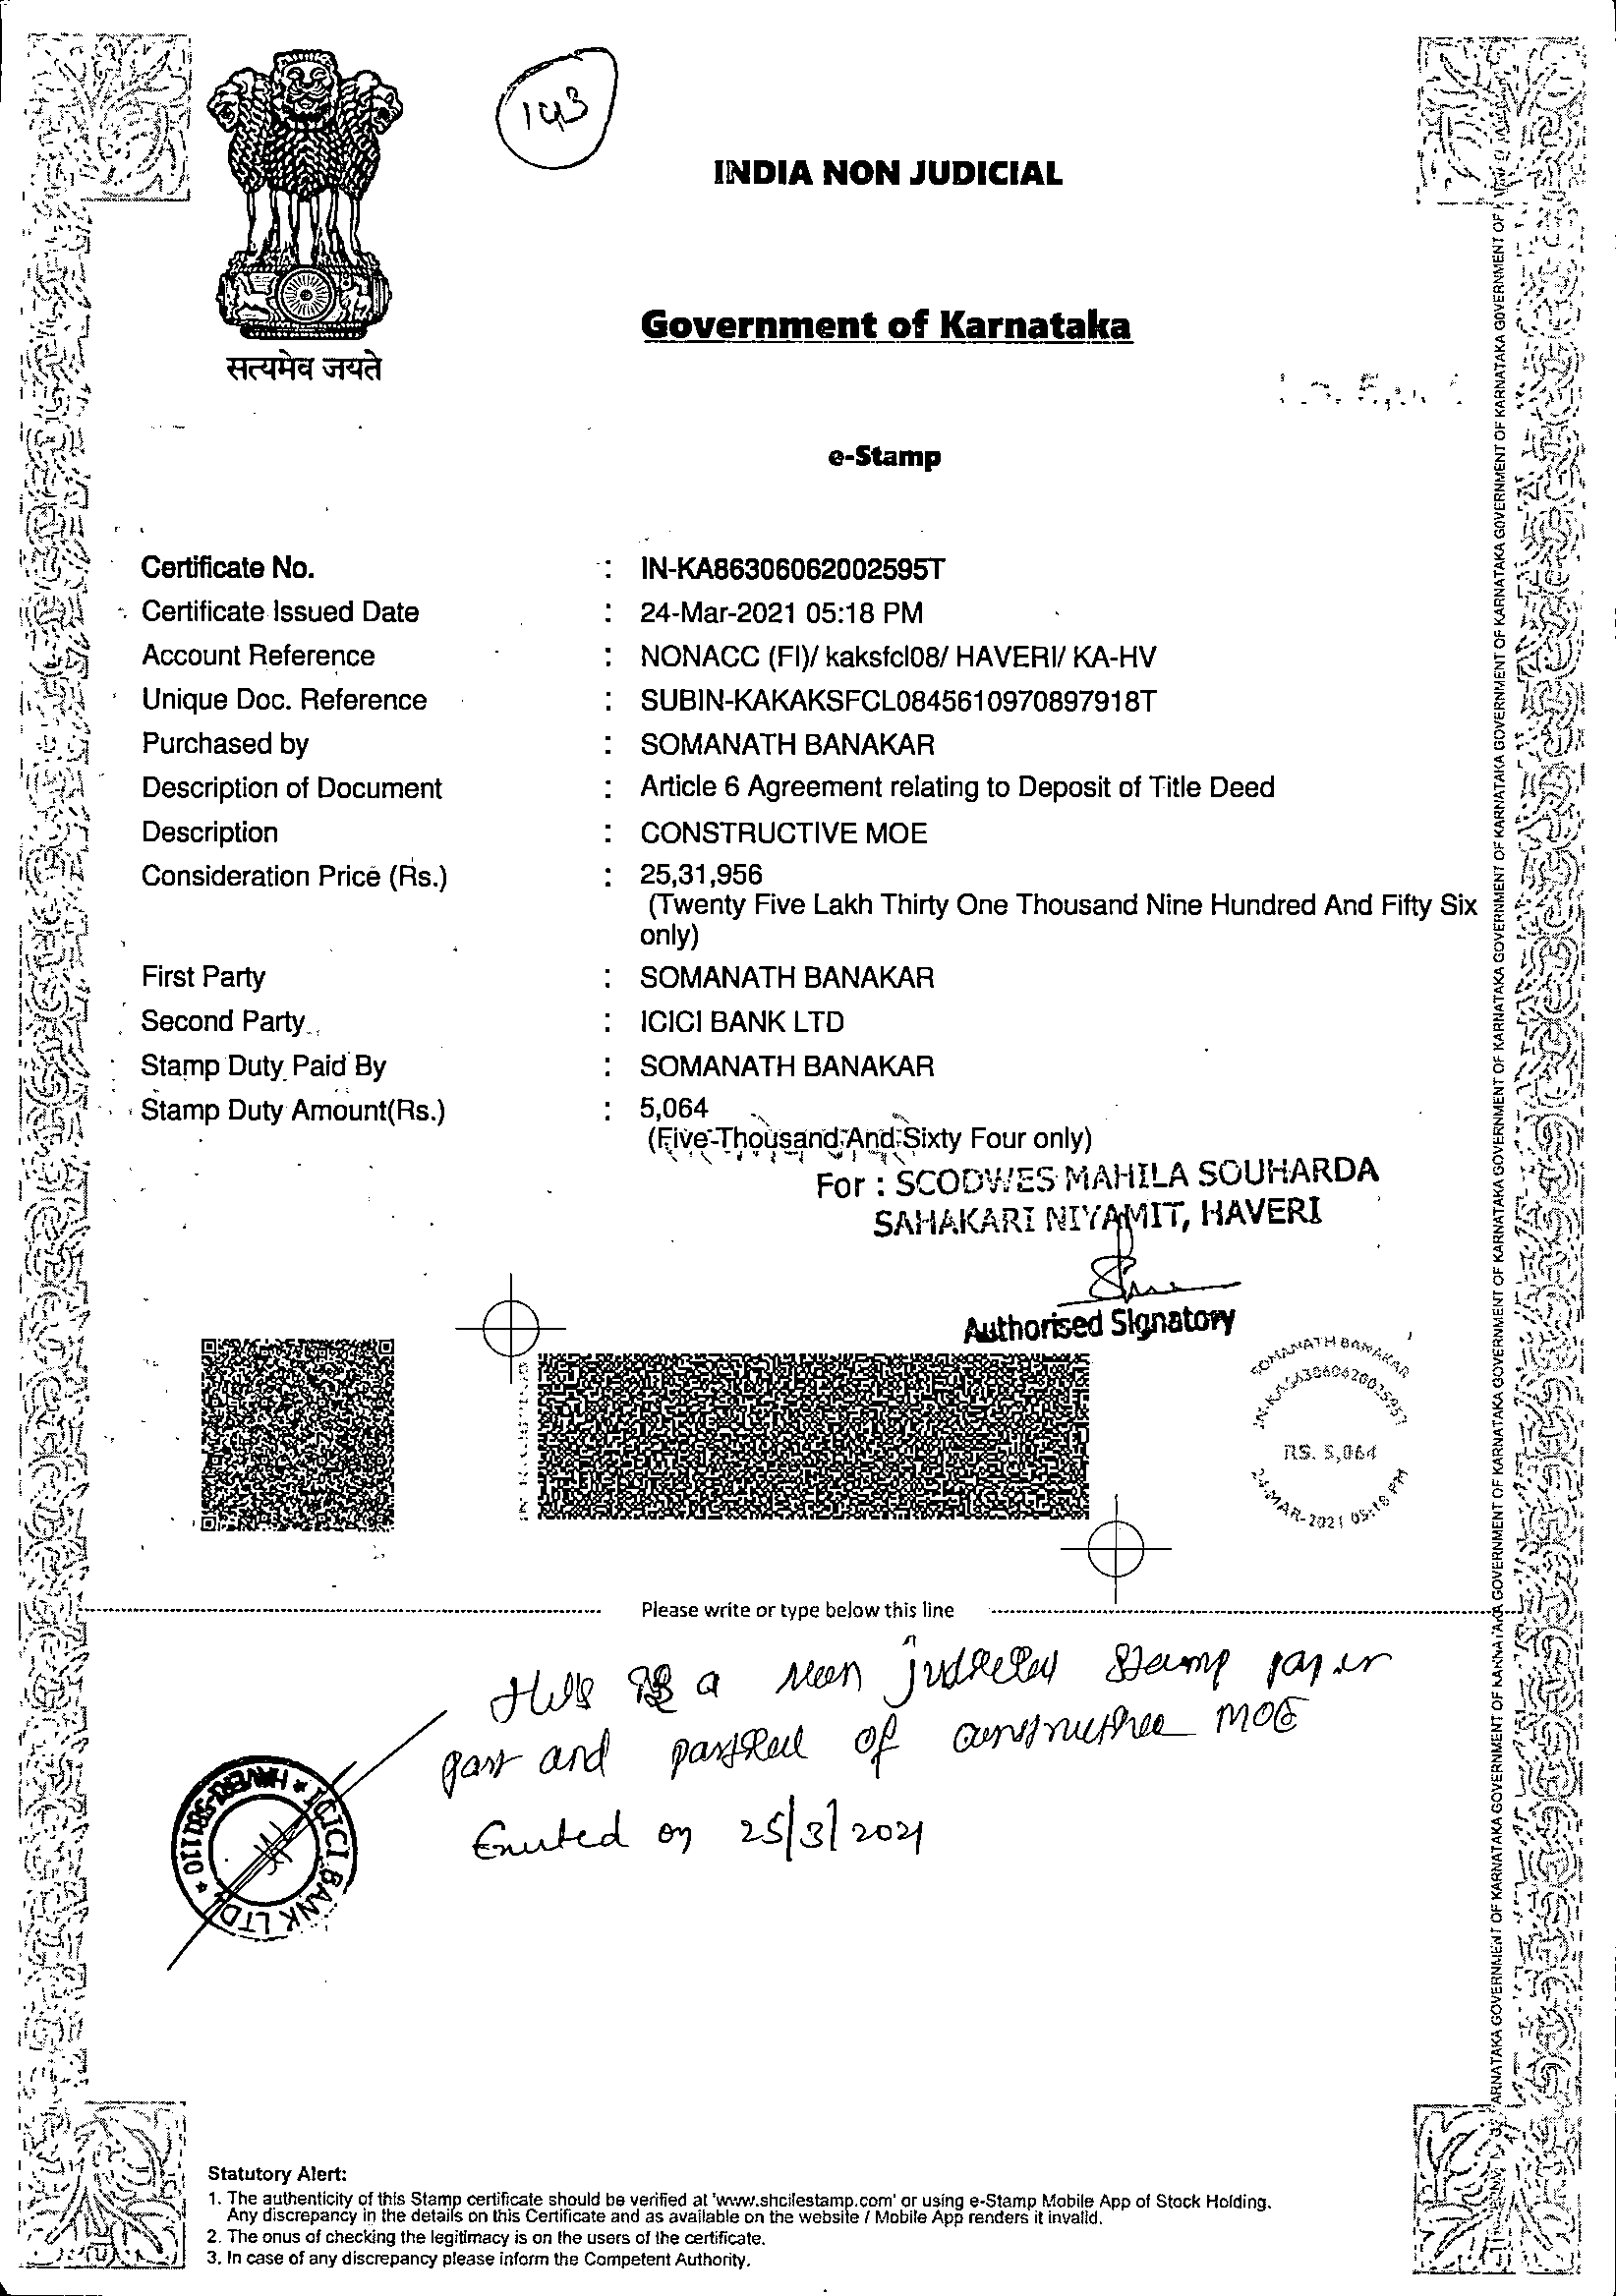 143
INDIA NON JUDICIAL
Government of Karnataka
सत्यमेव जयते
e-Stamp
Certificate No. : IN-KA86306062002595T
Certificate Issued Date : 24-Mar-2021 05:18 PM
Account Reference : NONACC (FI)/ kaksfcl08/ HAVERI/ KA-HV
Unique Doc. Reference : SUBIN-KAKAKSFCL0845610970897918T
Purchased by : SOMANATH BANAKAR
Description of Document : Article 6 Agreement relating to Deposit of Title Deed
Description : CONSTRUCTIVE MOE
Consideration Price (Rs.) : 25,31,956
(Twenty Five Lakh Thirty One Thousand Nine Hundred And Fifty Six
only)
First Party : SOMANATH BANAKAR
Second Party : ICICI BANK LTD
Stamp Duty Paid By : SOMANATH BANAKAR
Stamp Duty Amount(Rs.) : 5,064
(Five Thousand And Sixty Four only)
For : SCODWES MAHILA SOUHARDA
SAHAKARI NIYAMIT, HAVERI
Authorised Signatory
SOMANATH BANAKAR
IN-KA86306062002595T
RS. 5,064
24-MAR-2021 05:18 PM
Please write or type below this line
This is a Non judicial Stamp paper
part and of MOE
on 25/3/2021
ICICI BANK LTD * HAVERI-581110 *
Statutory Alert:
1. The authenticity of this Stamp certificate should be verified at 'www.shcilestamp.com' or using e-Stamp Mobile App of Stock Holding.
Any discrepancy in the details on this Certificate and as available on the website / Mobile App renders it invalid.
2. The onus of checking the legitimacy is on the users of the certificate.
3. In case of any discrepancy please inform the Competent Authority.
GOVERNMENT OF KARNATAKA GOVERNMENT OF KARNATAKA GOVERNMENT OF KARNATAKA